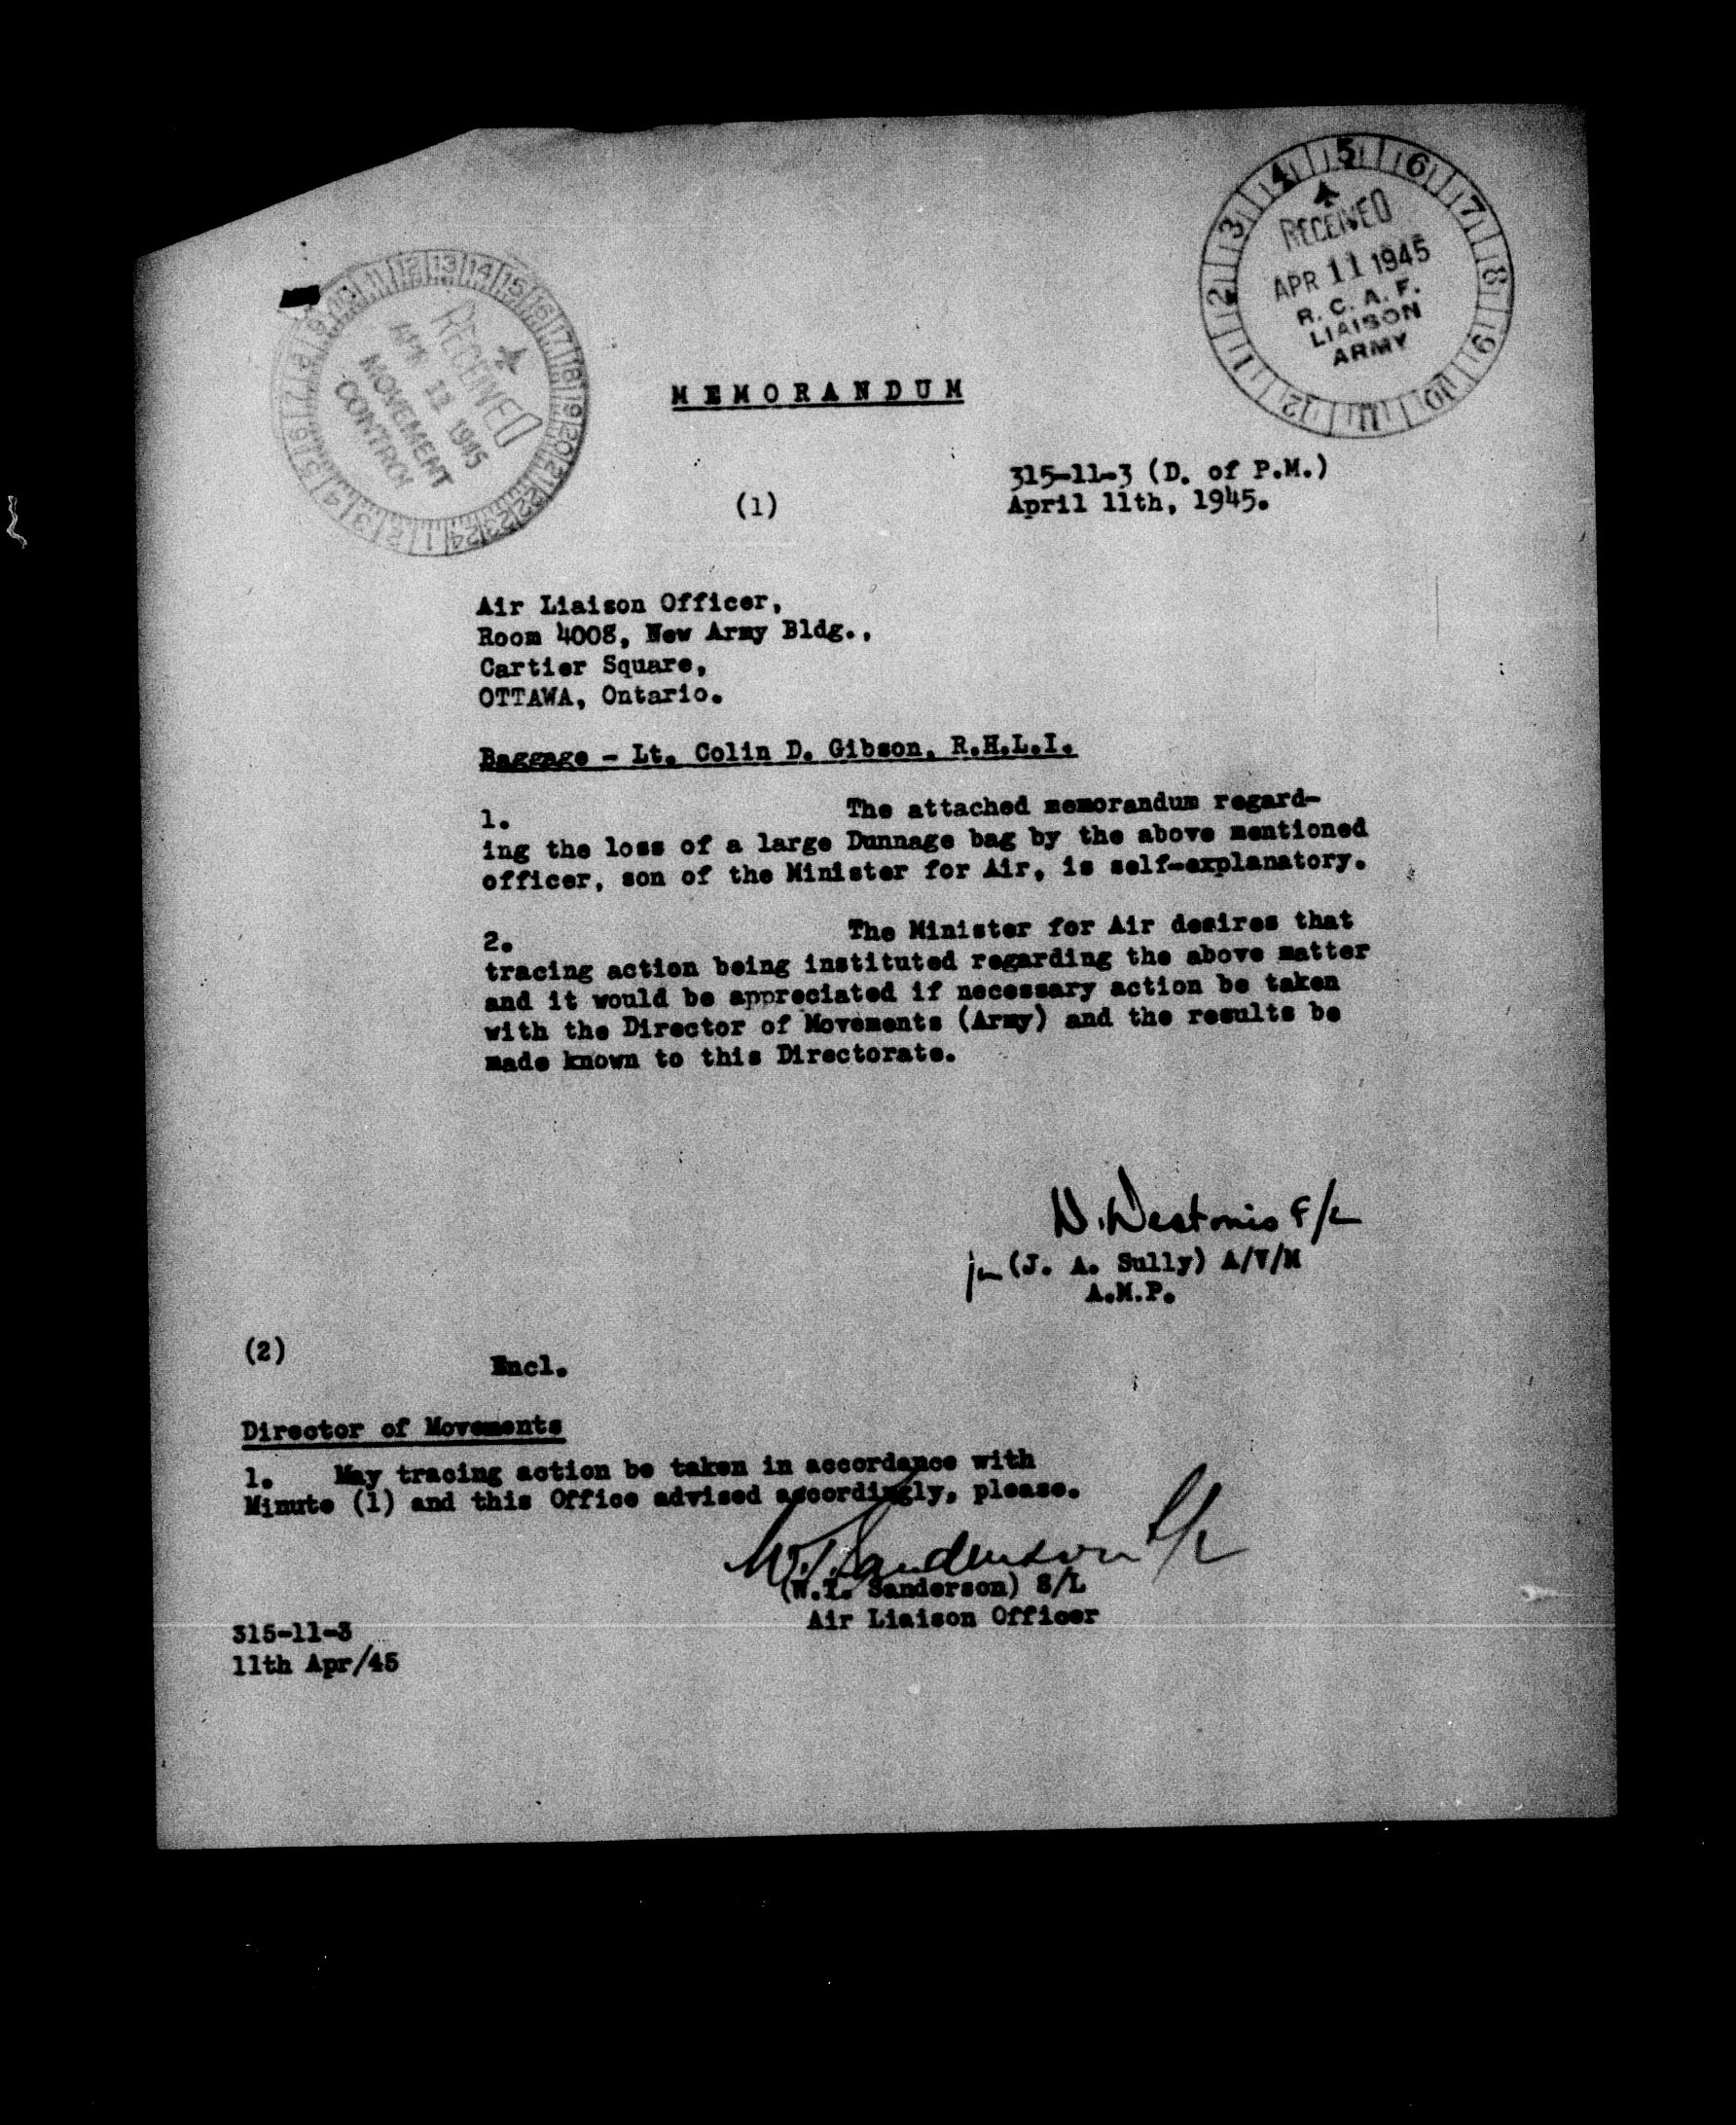 RECEIVED
APR 11 1945
R. C. A. F.
LIAISON
ARMY
RECEIVED
1945
MOVEMENT
CONTROL
MEMORANDUM
(1)
315-11-3 (D. of P.M.)
April 11th, 1945.
Air Liaison Officer,
Room 4008, New Army Bldg.,
Cartier Square,
OTTAWA, Ontario.
Baggage - Lt. Colin D. Gibson, R.H.L.I.
1. The attached memorandum regard-
ing the loss of a large Dunnage bag by the above mentioned
officer, son of the Minister for Air, is self-explanatory.
2. The Minister for Air desires that
tracing action being instituted regarding the above matter
and it would be appreciated if necessary action be taken
with the Director of Movements (Army) and the results be
made known to this Directorate.
F/L
for (J. A. Sully) A/V/M
A.M.P.
(2)
Encl.
Director of Movements
1. May tracing action be taken in accordance with
Minute (1) and this Office advised accordingly, please.
W.I. Sanderson S/L
(W.I. Sanderson) S/L
Air Liaison Officer
315-11-3
11th Apr/45